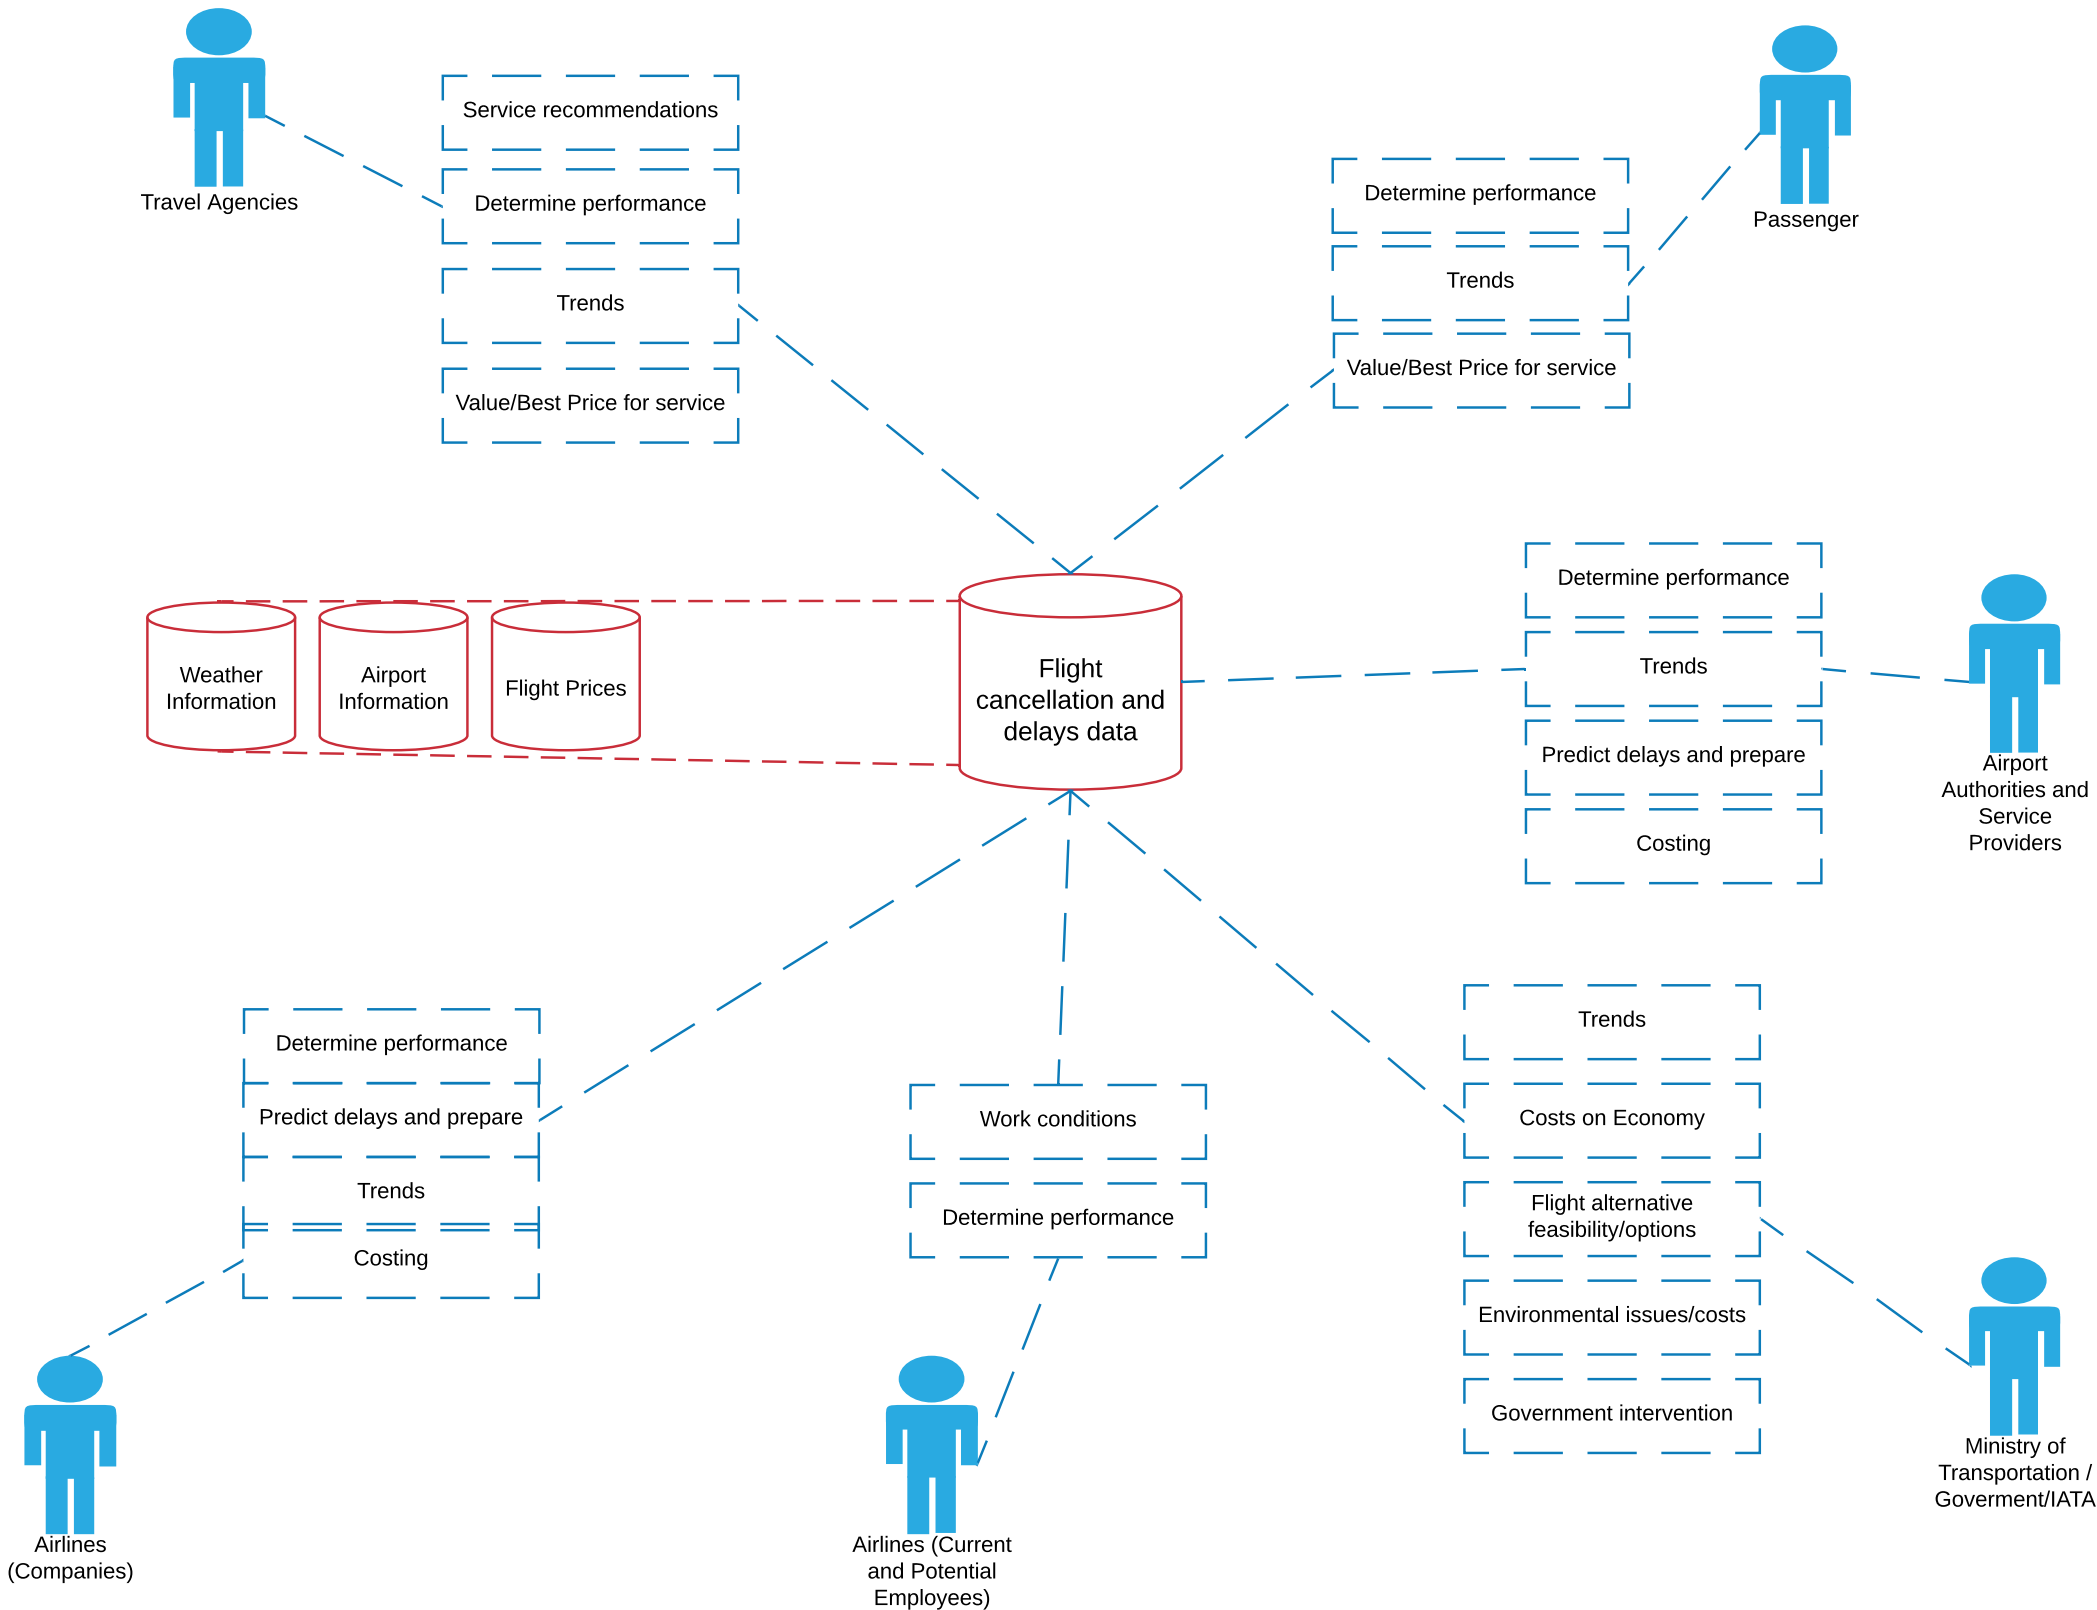 Travel Agencies
Service recommendations
Determine performance
Trends
Value/Best Price for service
Determine performance
Trends
Value/Best Price for service
Passenger
Weather
Information
Airport
Information
Flight Prices
Flight
cancellation and
delays data
Determine performance
Trends
Predict delays and prepare
Costing
Airport
Authorities and
Service
Providers
Determine performance
Predict delays and prepare
Trends
Costing
Airlines
(Companies)
Work conditions
Determine performance
Airlines (Current
and Potential
Employees)
Trends
Costs on Economy
Flight alternative
feasibility/options
Environmental issues/costs
Government intervention
Ministry of
Transportation /
Goverment/IATA